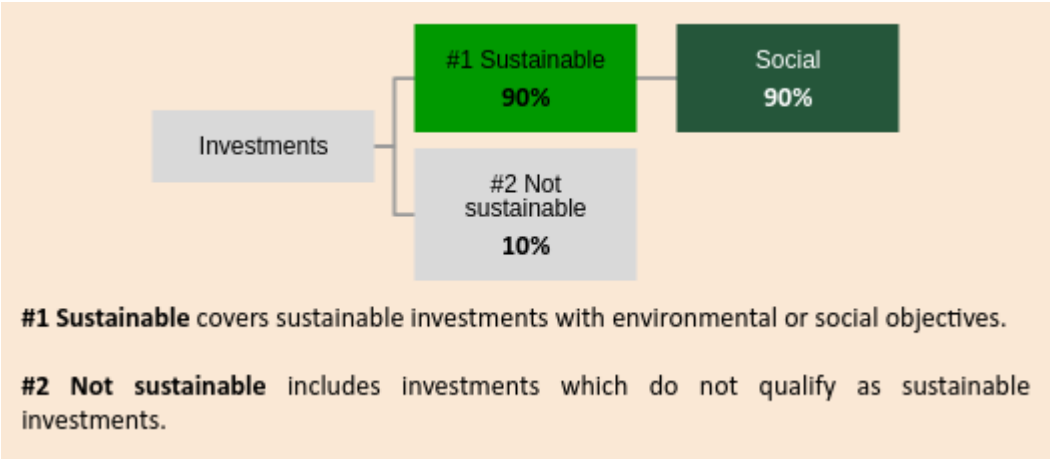 #1 Sustainable
90%
Social
90%
Investments
#2 Not
sustainable
10%
#1 Sustainable covers sustainable investments with environmental or social objectives.
#2 Not sustainable includes investments which do not qualify as sustainable
investments.